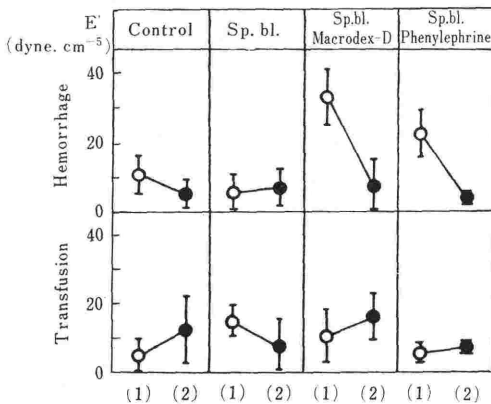 E'
(dyne. cm⁻⁵)
Control
Sp. bl.
Sp.bl.
Macrodex-D
Sp.bl.
Phenylephrine
Hemorrhage
40
20
0
Transfusion
40
20
0
(1) (2) (1) (2) (1) (2) (1) (2)